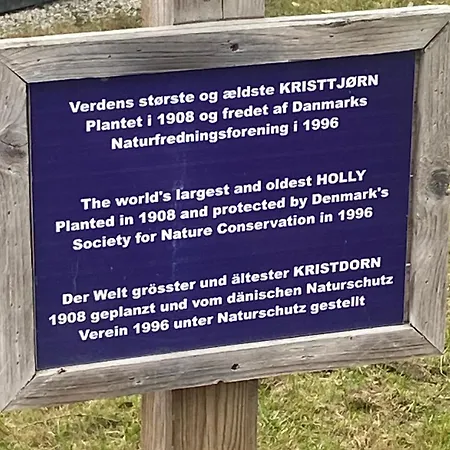 Verdens største og ældste KRISTTJØRN
Plantet i 1908 og fredet af Danmarks
Naturfredningsforening i 1996
The world's largest and oldest HOLLY
Planted in 1908 and protected by Denmark's
Society for Nature Conservation in 1996
Der Welt grösster und ältester KRISTDORN
1908 geplanzt und vom dänischen Naturschutz
Verein 1996 unter Naturschutz gestellt